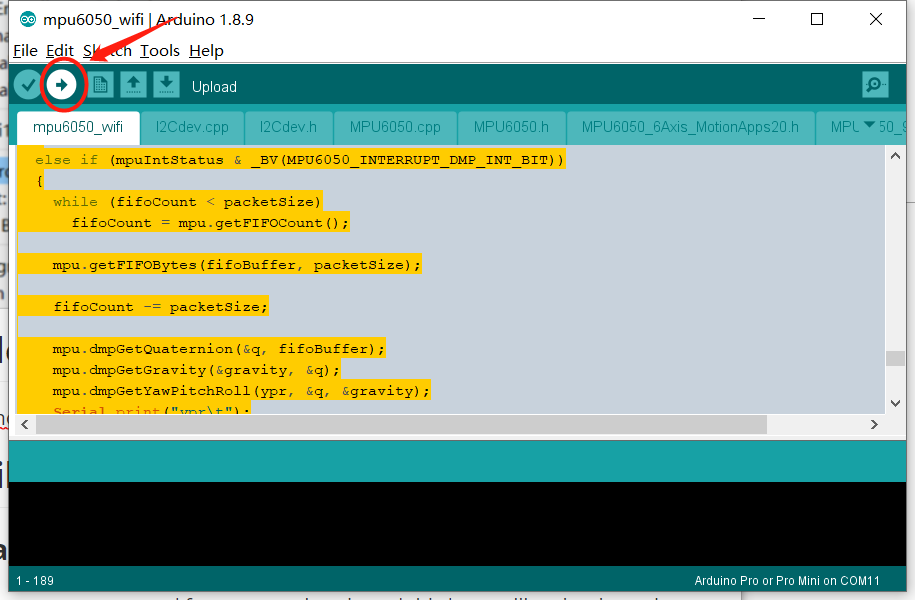 mpu6050_wifi | Arduino 1.8.9
File Edit Sketch Tools Help
Upload
mpu6050_wifi I2Cdev.cpp I2Cdev.h MPU6050.cpp MPU6050.h MPU6050_6Axis_MotionApps20.h
else if (mpuIntStatus & _BV(MPU6050_INTERRUPT_DMP_INT_BIT))
{
while (fifoCount < packetSize)
fifoCount = mpu.getFIFOCount();
mpu.getFIFOBytes(fifoBuffer, packetSize);
fifoCount -= packetSize;
mpu.dmpGetQuaternion(&q, fifoBuffer);
mpu.dmpGetGravity(&gravity, &q);
mpu.dmpGetYawPitchRoll(ypr, &q, &gravity);
Serial.print("ypr\t");
1 - 189
Arduino Pro or Pro Mini on COM11